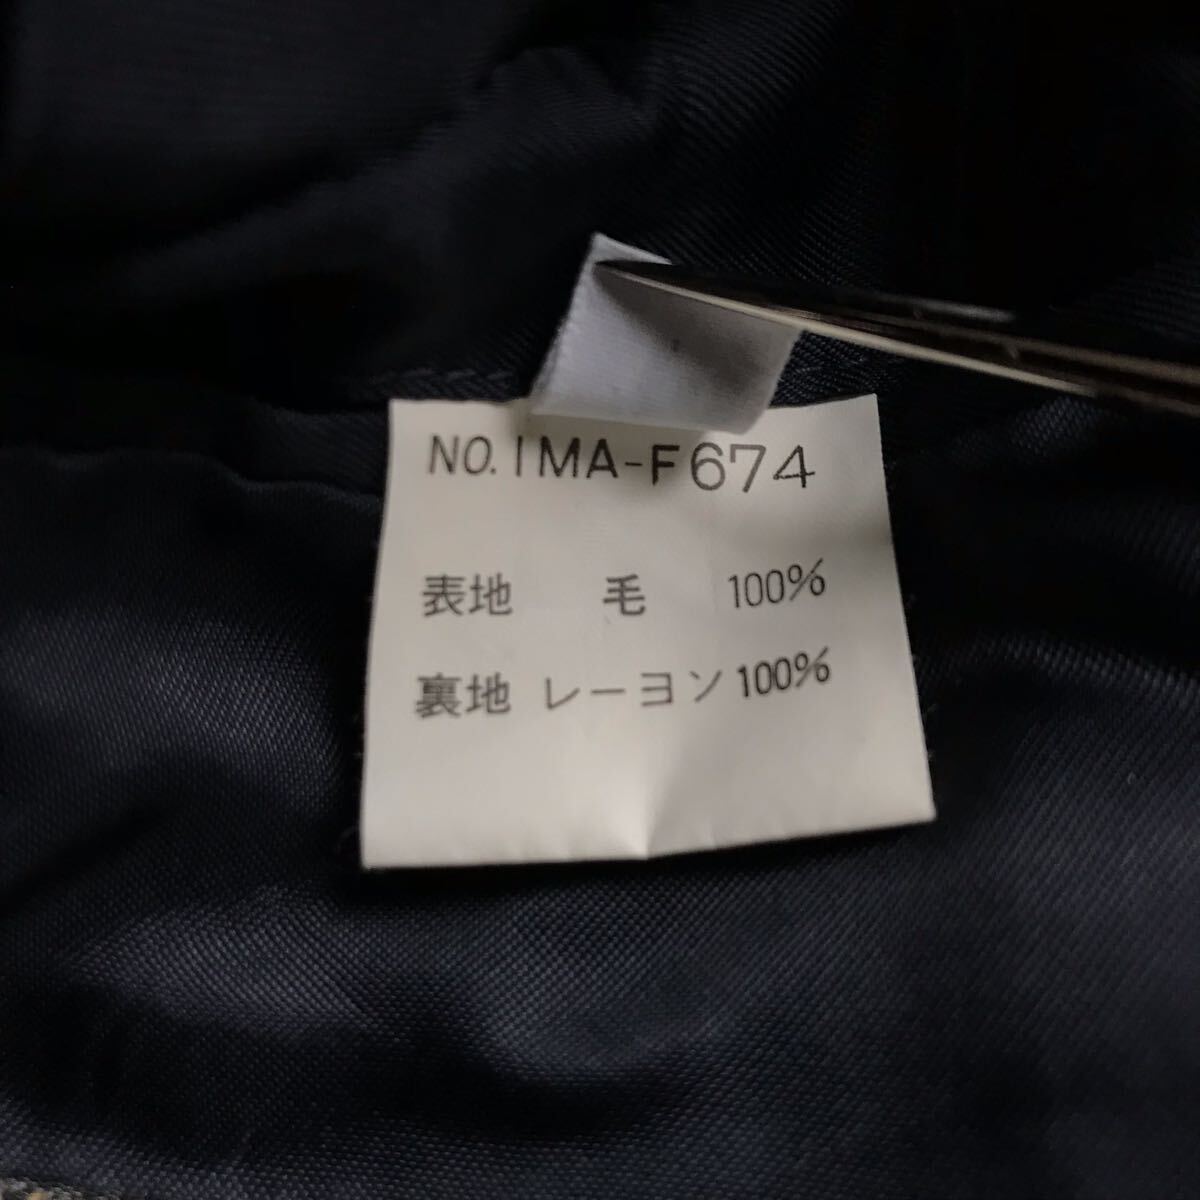 NO. IMA-F674
表地 毛 100%
裏地 レーヨン 100%